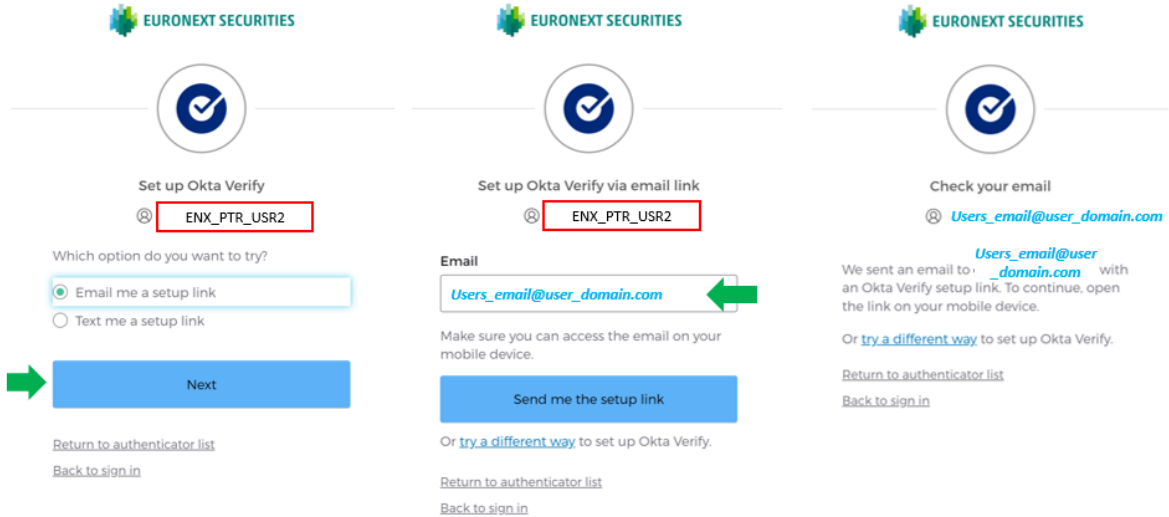 EURONEXT SECURITIES
Set up Okta Verify
ENX_PTR_USR2
Which option do you want to try?
Email me a setup link
Text me a setup link
Next
Return to authenticator list
Back to sign in
EURONEXT SECURITIES
Set up Okta Verify via email link
ENX_PTR_USR2
Email
Users_email@user_domain.com
Make sure you can access the email on your
mobile device.
Send me the setup link
Or try a different way to set up Okta Verify.
Return to authenticator list
Back to sign in
EURONEXT SECURITIES
Check your email
Users_email@user_domain.com
Users_email@user
We sent an email to _domain.com with
an Okta Verify setup link. To continue, open
the link on your mobile device.
Or try a different way to set up Okta Verify.
Return to authenticator list
Back to sign in